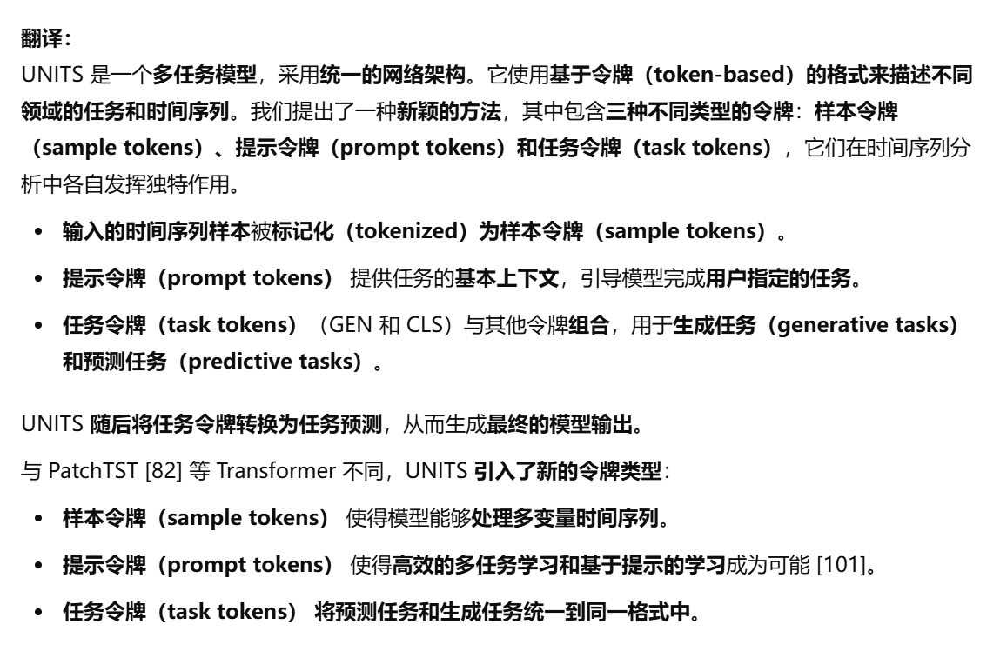 翻译：
UNITS 是一个多任务模型，采用统一的网络架构。它使用基于令牌（token-based）的格式来描述不同
领域的任务和时间序列。我们提出了一种新颖的方法，其中包含三种不同类型的令牌：样本令牌
（sample tokens）、提示令牌（prompt tokens）和任务令牌（task tokens），它们在时间序列分
析中各自发挥独特作用。
• 输入的时间序列样本被标记化（tokenized）为样本令牌（sample tokens）。
• 提示令牌（prompt tokens） 提供任务的基本上下文，引导模型完成用户指定的任务。
• 任务令牌（task tokens）（GEN 和 CLS）与其他令牌组合，用于生成任务（generative tasks）
和预测任务（predictive tasks）。
UNITS 随后将任务令牌转换为任务预测，从而生成最终的模型输出。
与 PatchTST [82] 等 Transformer 不同，UNITS 引入了新的令牌类型：
• 样本令牌（sample tokens） 使得模型能够处理多变量时间序列。
• 提示令牌（prompt tokens） 使得高效的多任务学习和基于提示的学习成为可能 [101]。
• 任务令牌（task tokens） 将预测任务和生成任务统一到同一格式中。